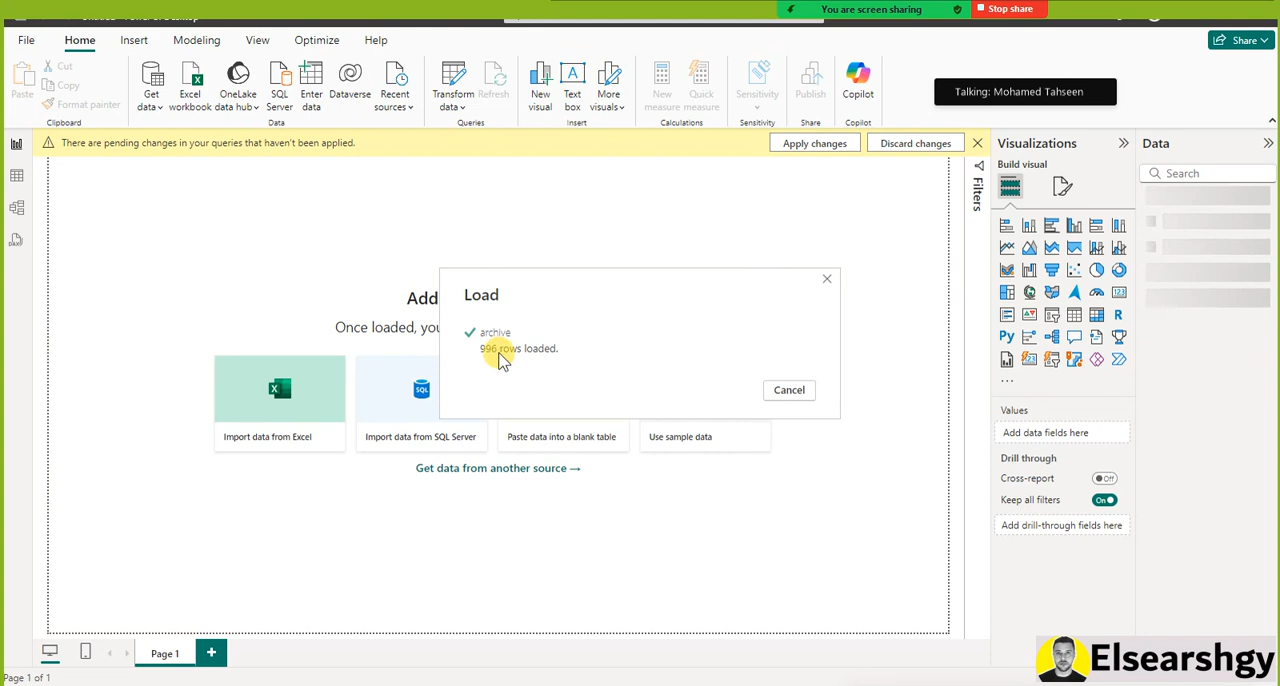 You are screen sharing
Stop share
File
Home
Insert
Modeling
View
Optimize
Help
Share
Paste
Cut
Copy
Format painter
Clipboard
Get data
Excel workbook
OneLake data hub
SQL Server
Enter data
Dataverse
Recent sources
Data
Transform data
Refresh
Queries
New visual
Text box
More visuals
Insert
New measure
Quick measure
Calculations
Sensitivity
Sensitivity
Publish
Share
Copilot
Copilot
Talking: Mohamed Tahseen
There are pending changes in your queries that haven't been applied.
Apply changes
Discard changes
Filters
Visualizations
Build visual
Data
Search
Add
Once loaded, you
Load
archive
996 rows loaded.
Cancel
SQL
Import data from Excel
Import data from SQL Server
Paste data into a blank table
Use sample data
Get data from another source →
123
R
Py
...
Values
Add data fields here
Drill through
Cross-report
Off
Keep all filters
On
Add drill-through fields here
Page 1
Page 1 of 1
Elsearshgy